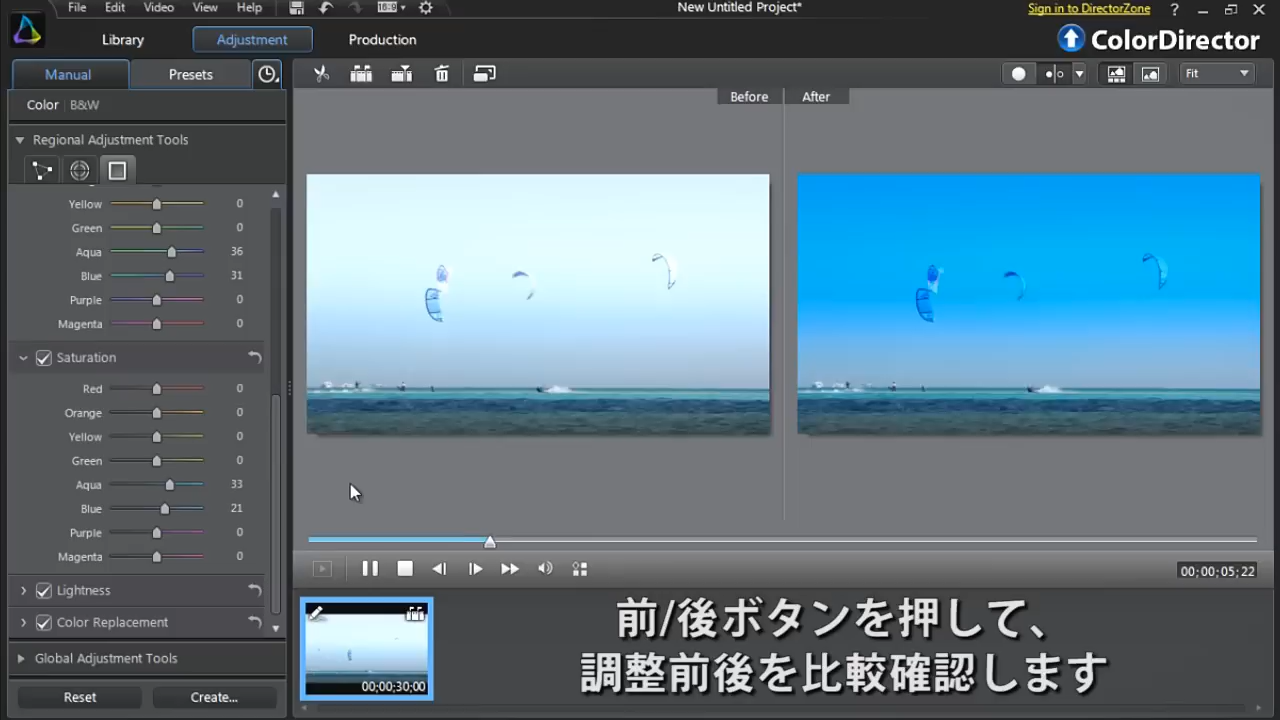 File Edit Video View Help 16:9 New Untitled Project* Sign in to DirectorZone ?
Library Adjustment Production ColorDirector
Manual Presets
Fit
Color B&W
Before After
Regional Adjustment Tools
Yellow 0
Green 0
Aqua 36
Blue 31
Purple 0
Magenta 0
Saturation
Red 0
Orange 0
Yellow 0
Green 0
Aqua 33
Blue 21
Purple 0
Magenta 0
Lightness
Color Replacement
Global Adjustment Tools
Reset Create...
00;00;05;22
00;00;30;00
前/後ボタンを押して、
調整前後を比較確認します